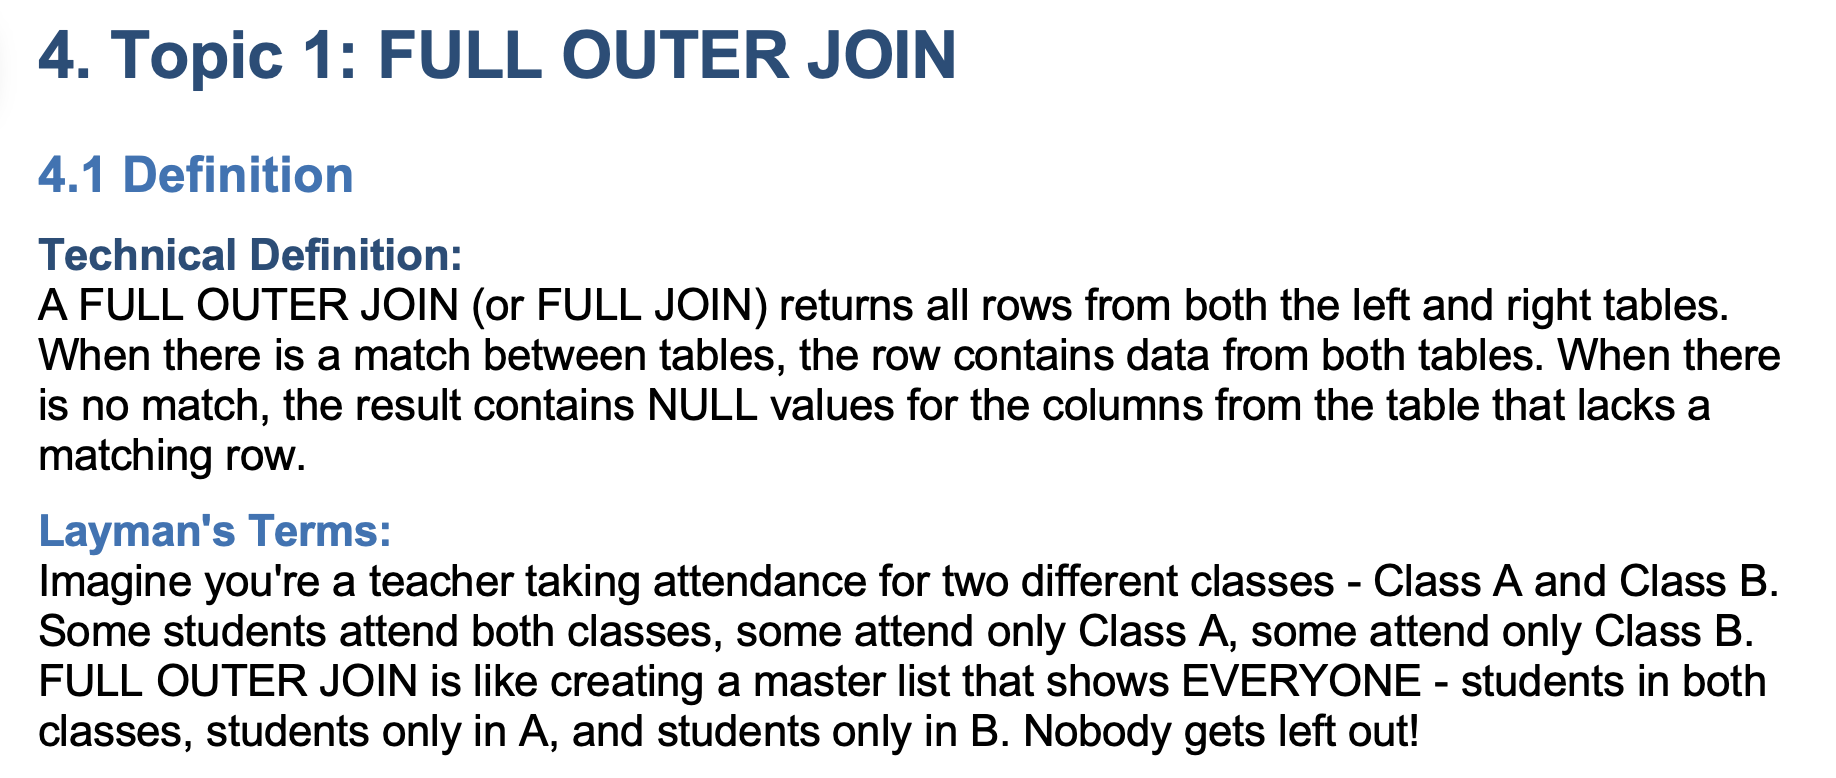 4. Topic 1: FULL OUTER JOIN
4.1 Definition
Technical Definition:
A FULL OUTER JOIN (or FULL JOIN) returns all rows from both the left and right tables.
When there is a match between tables, the row contains data from both tables. When there
is no match, the result contains NULL values for the columns from the table that lacks a
matching row.
Layman's Terms:
Imagine you're a teacher taking attendance for two different classes - Class A and Class B.
Some students attend both classes, some attend only Class A, some attend only Class B.
FULL OUTER JOIN is like creating a master list that shows EVERYONE - students in both
classes, students only in A, and students only in B. Nobody gets left out!